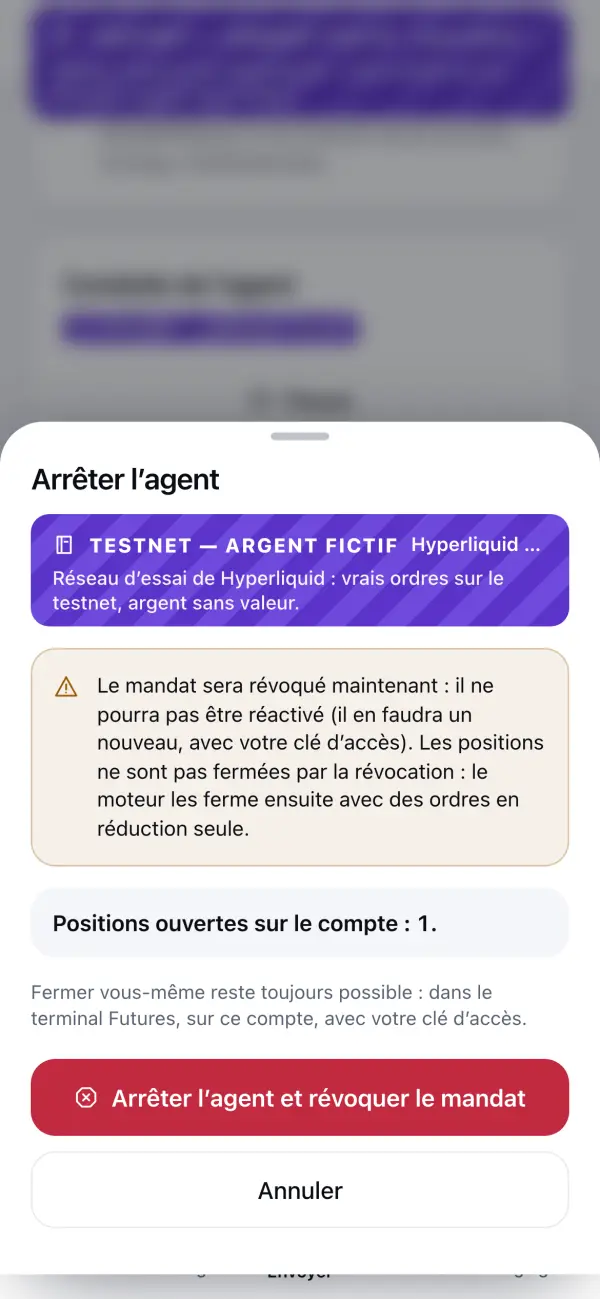 Arrêter l’agent
TESTNET — ARGENT FICTIF Hyperliquid ...
Réseau d’essai de Hyperliquid : vrais ordres sur le
testnet, argent sans valeur.
Le mandat sera révoqué maintenant : il ne
pourra pas être réactivé (il en faudra un
nouveau, avec votre clé d’accès). Les positions
ne sont pas fermées par la révocation : le
moteur les ferme ensuite avec des ordres en
réduction seule.
Positions ouvertes sur le compte : 1.
Fermer vous-même reste toujours possible : dans le
terminal Futures, sur ce compte, avec votre clé d’accès.
Arrêter l’agent et révoquer le mandat
Annuler